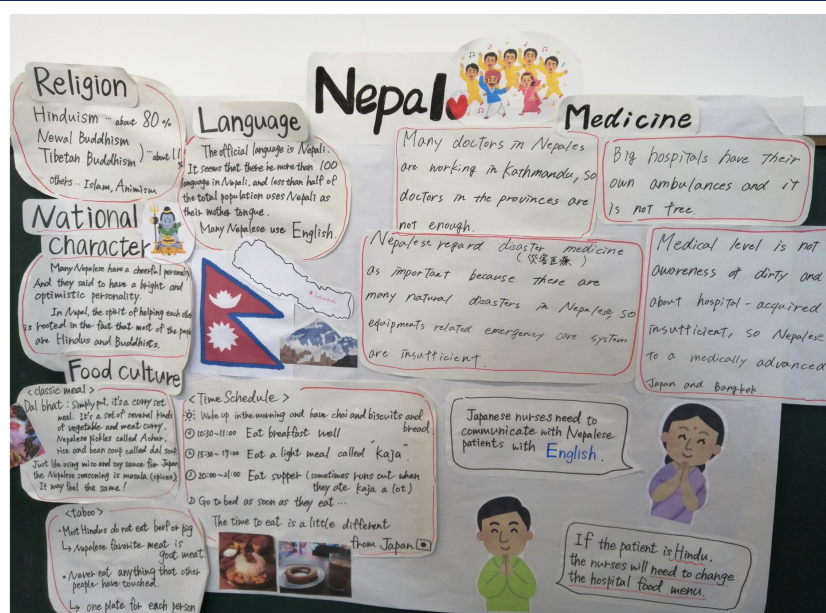 Nepal
Religion
Hinduism … about 80%
Newal Buddhism
Tibetan Buddhism ) … about 11
others … Islam, Animism
National
Character
Many Nepalese have a cheerful personality
And they said to have a bright and
optimistic personality.
In Nepal, the spirit of helping each other
is rooted in the fact that most of the people
are Hindus and Buddhists.
Language
The official language is Nepali.
It seems that there're more than 100
language in Nepali, and less than half of
the total population uses Nepali as
their mother tongue.
Many Nepalese use English.
Medicine
Many doctors in Nepales
are working in Kathmandu, so
doctors in the provinces are
not enough.
Big hospitals have their
own ambulances and it
is not free.
Nepalese regard disaster medicine
(災害医療)
as important because there are
many natural disasters in Nepalese, so
equipments related emergency care system
are insufficient.
Medical level is not
awareness of dirty and
about hospital-acquired
insufficient, so Nepalese
to a medically advanced
Japan and Bangkok.
Food culture
<classic meal>
Dal bhat : Simply put, it's a curry set
meal. It's a set of several kinds
of vegetable and meat curry,
Nepalese pickles called Achar,
rice and bean soup called dal soup
Just like using miso and soy sauce for Japan
the Nepalese seasoning is masala (spices)
It may feel the same!
<taboo>
・Most Hindus do not eat beef or pig
↳ Nepalese favorite meat is
goat meat
・Never eat anything that other
people have touched.
↳ one plate for each person
<Time Schedule>
Wake up in the morning and have chai and biscuits and
bread
10:30~11:00 Eat breakfast well
Eat a light meal called "kaja".
20:00~21:00 Eat supper (sometimes runs out when
they ate kaja a lot)
Go to bed as soon as they eat …
The time to eat is a little different
from Japan
Japanese nurses need to
communicate with Nepalese
patients with English.
If the patient is Hindu,
the nurses will need to change
the hospital food menu.